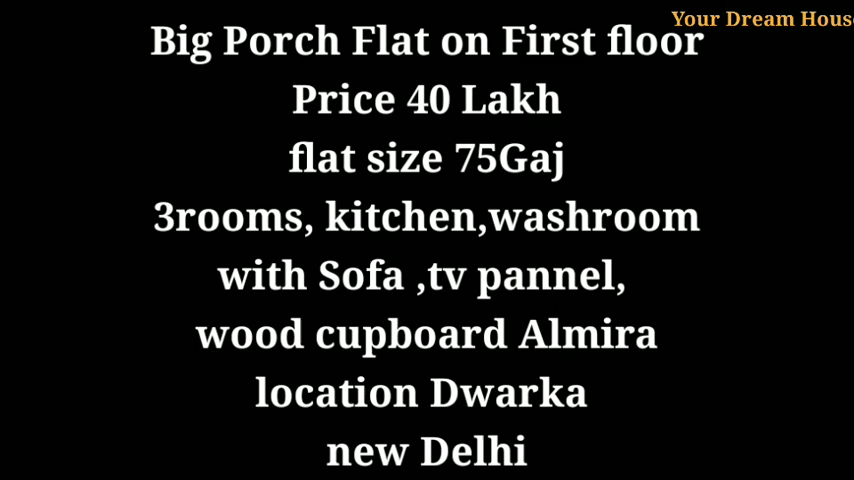 Your Dream House
Big Porch Flat on First floor
Price 40 Lakh
flat size 75Gaj
3rooms, kitchen,washroom
with Sofa ,tv pannel,
wood cupboard Almira
location Dwarka
new Delhi